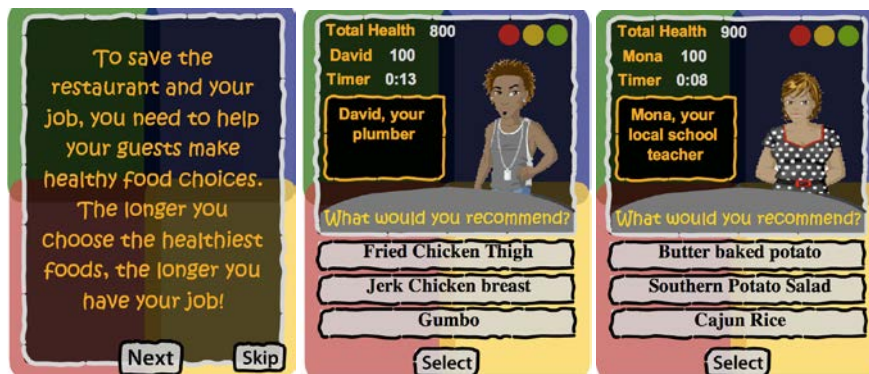 To save the
restaurant and your
job, you need to help
your guests make
healthy food choices.
The longer you
choose the healthiest
foods, the longer you
have your job!
Next
Skip
Total Health 800
David 100
Timer 0:13
David, your
plumber
What would you recommend?
Fried Chicken Thigh
Jerk Chicken breast
Gumbo
Select
Total Health 900
Mona 100
Timer 0:08
Mona, your
local school
teacher
What would you recommend?
Butter baked potato
Southern Potato Salad
Cajun Rice
Select